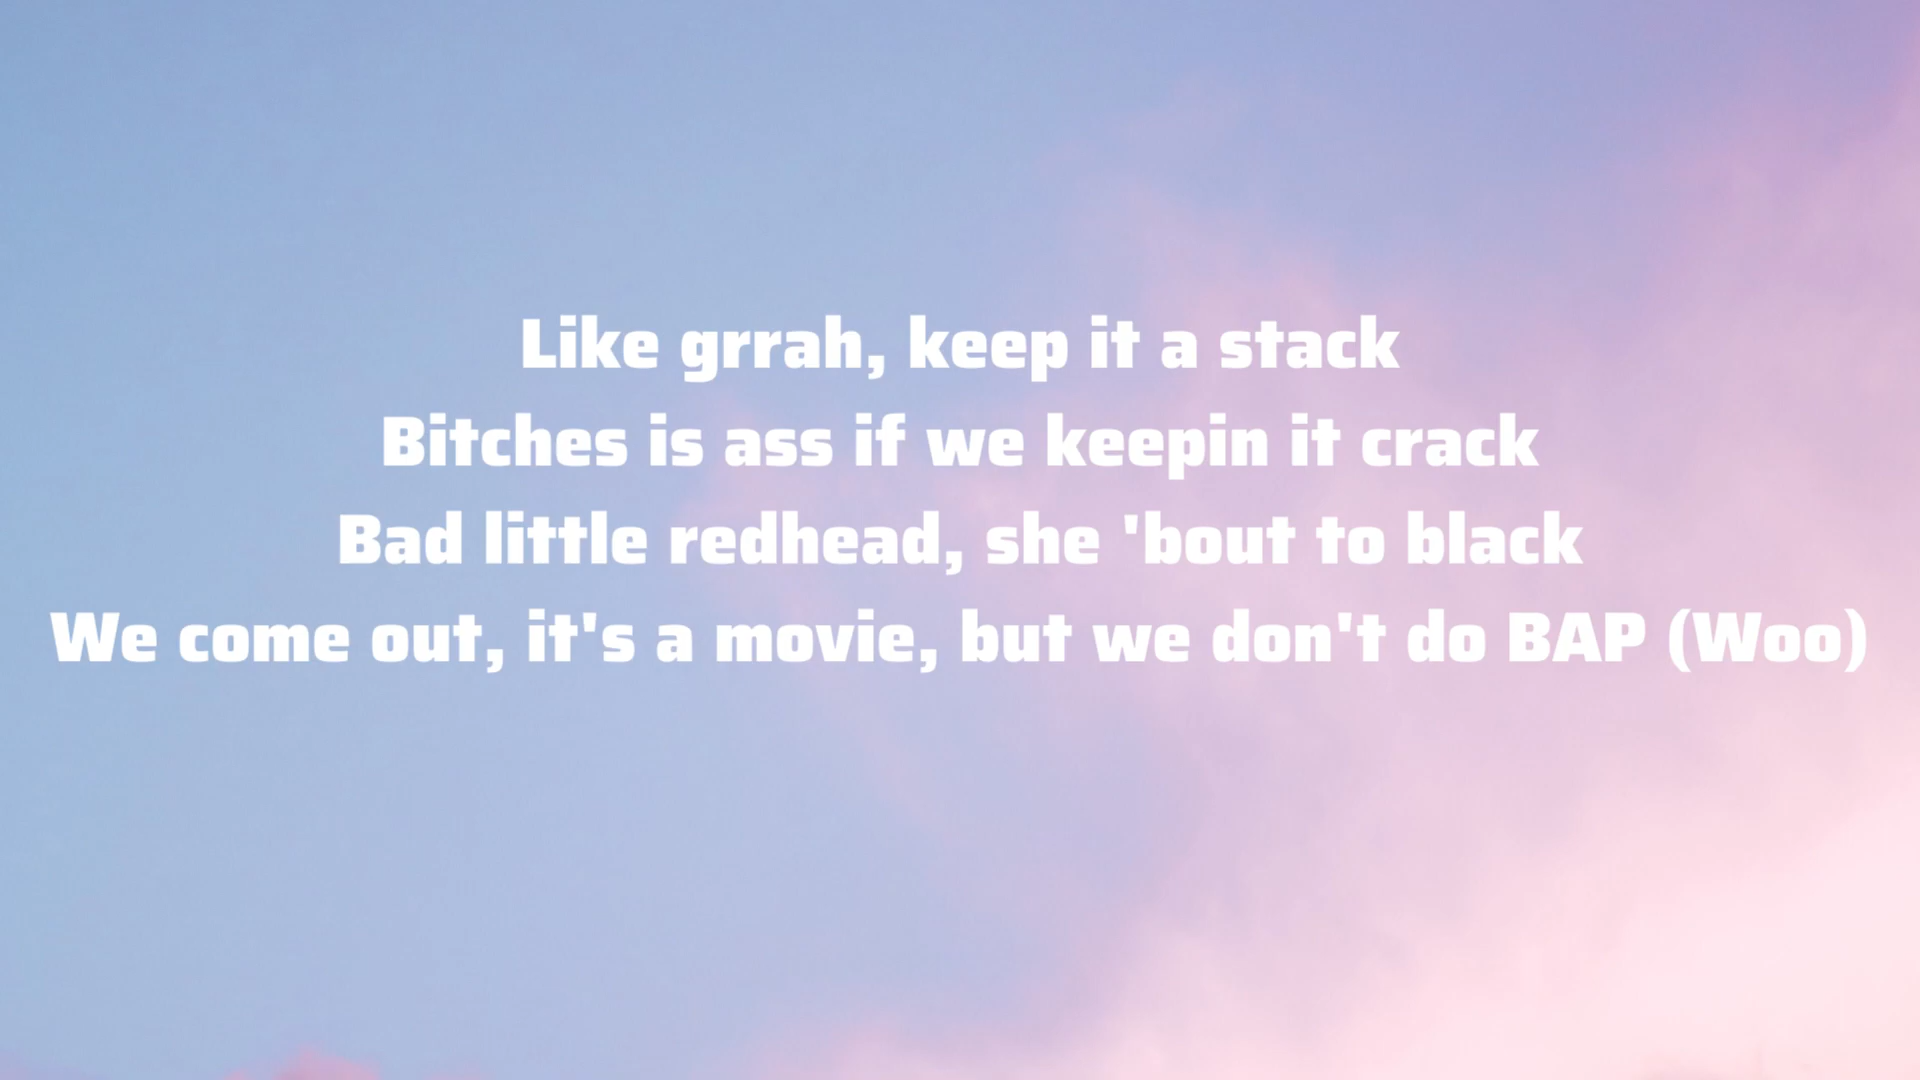 Like grrah, keep it a stack
Bitches is ass if we keepin it crack
Bad little redhead, she 'bout to black
We come out, it's a movie, but we don't do BAP (Woo)